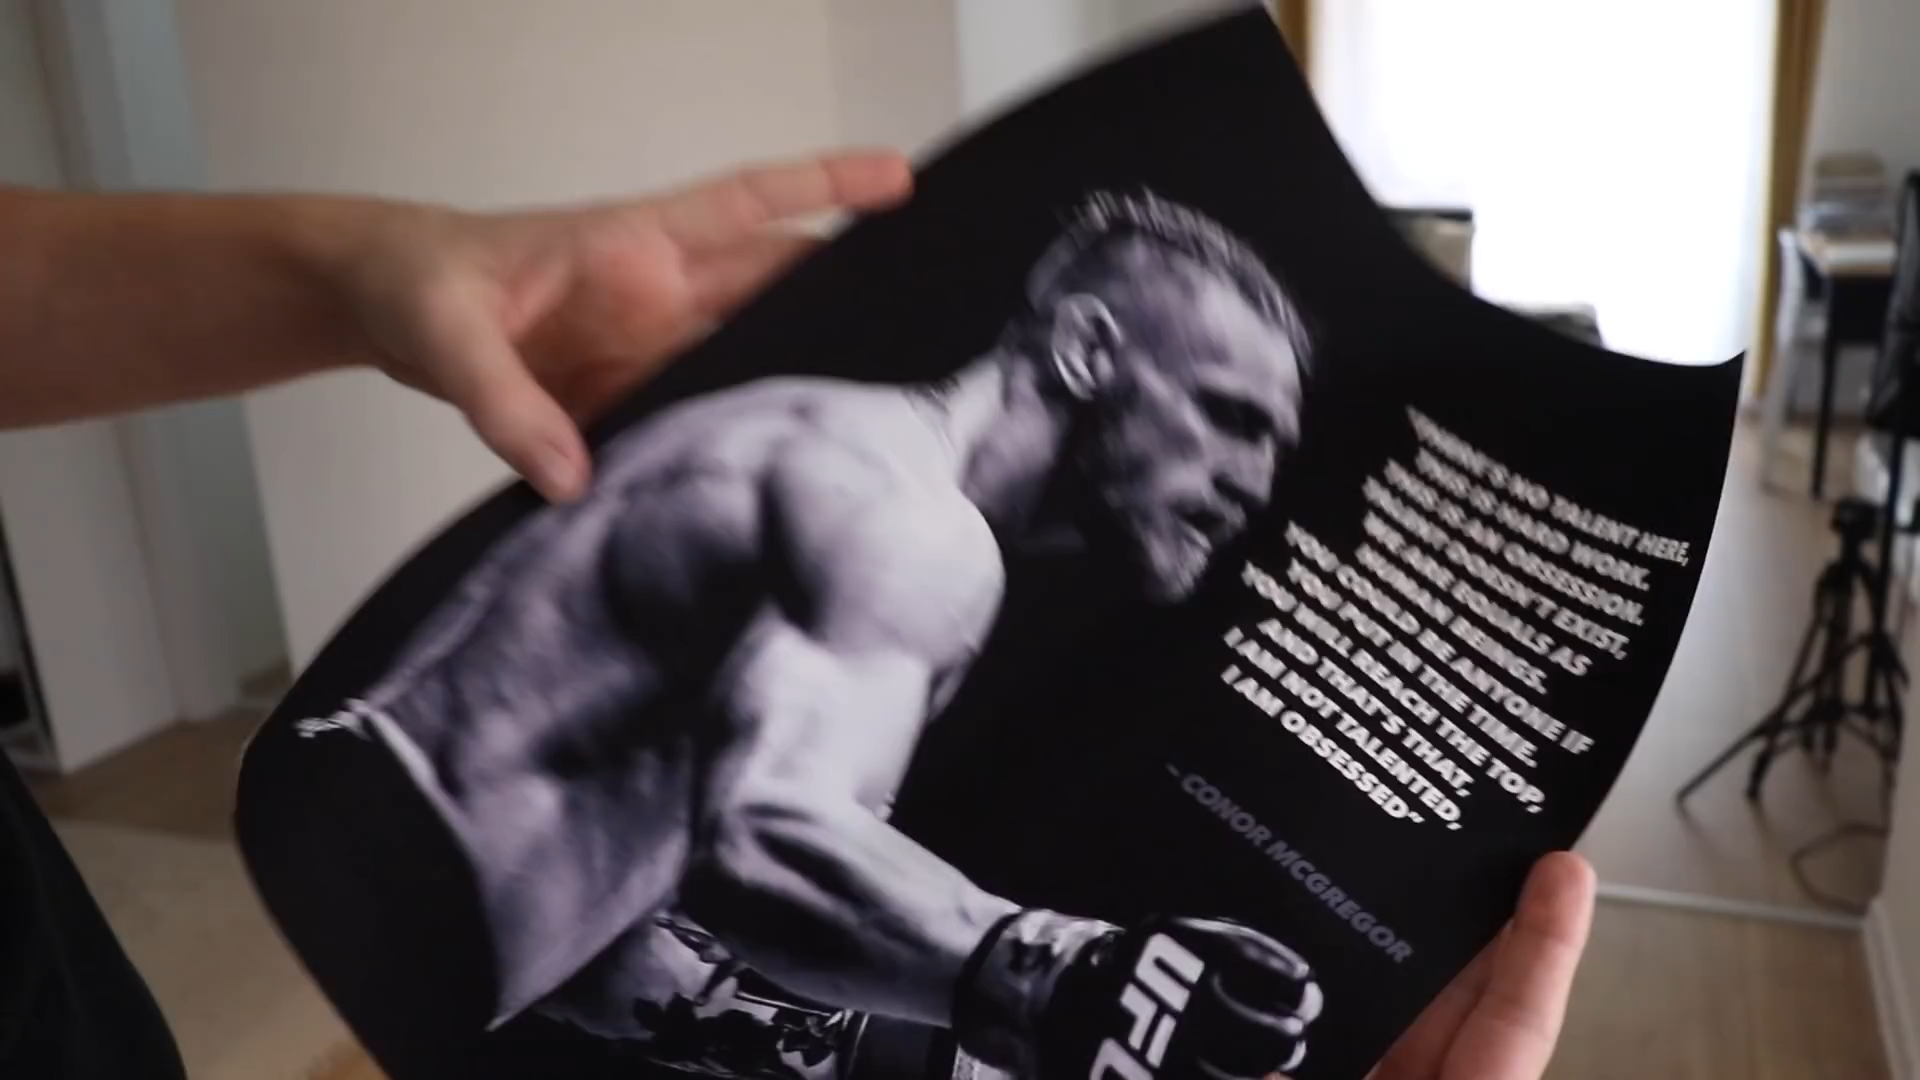 "THERE'S NO TALENT HERE,
THIS IS HARD WORK.
THIS IS AN OBSESSION.
TALENT DOESN'T EXIST,
WE ARE EQUALS AS
HUMAN BEINGS.
YOU COULD BE ANYONE IF
YOU PUT IN THE TIME.
YOU WILL REACH THE TOP,
AND THAT'S THAT,
I AM NOT TALENTED,
I AM OBSESSED"
- CONOR MCGREGOR
UFC